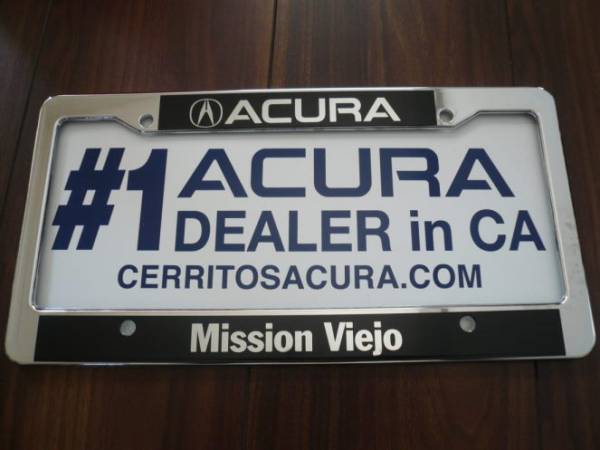 ACURA
#1 ACURA
DEALER in CA
CERRITOSACURA.COM
Mission Viejo